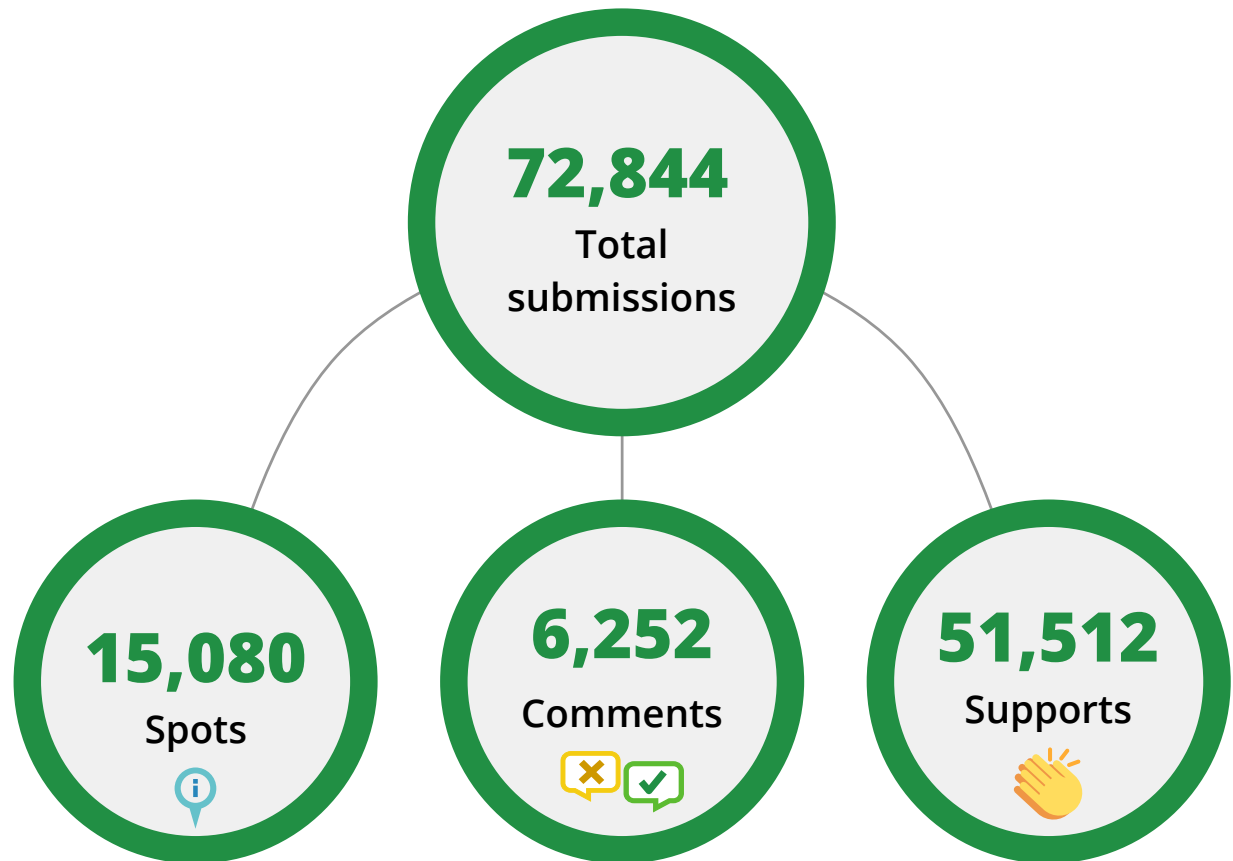 72,844
Total
submissions
15,080
Spots
6,252
Comments
51,512
Supports